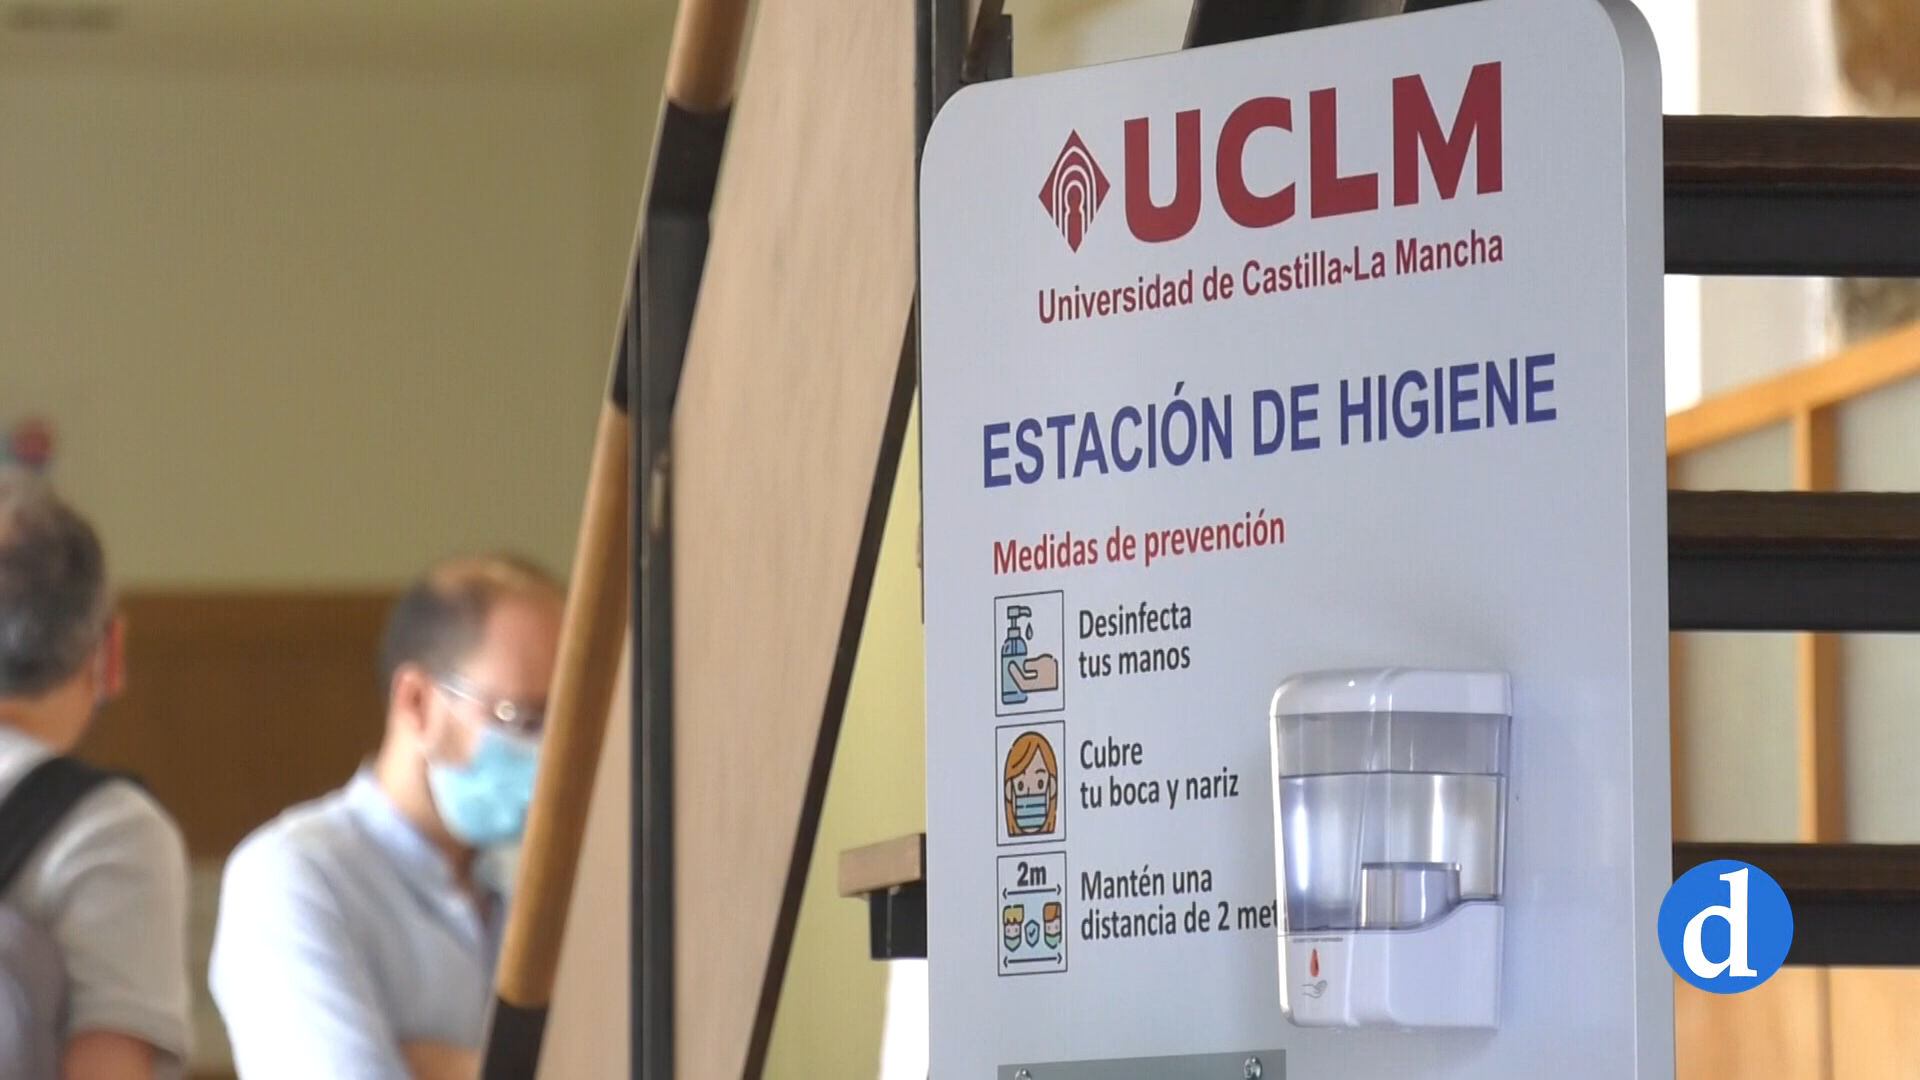 UCLM
Universidad de Castilla~La Mancha
ESTACIÓN DE HIGIENE
Medidas de prevención
Desinfecta
tus manos
Cubre
tu boca y nariz
2m
Mantén una
distancia de 2 met
d